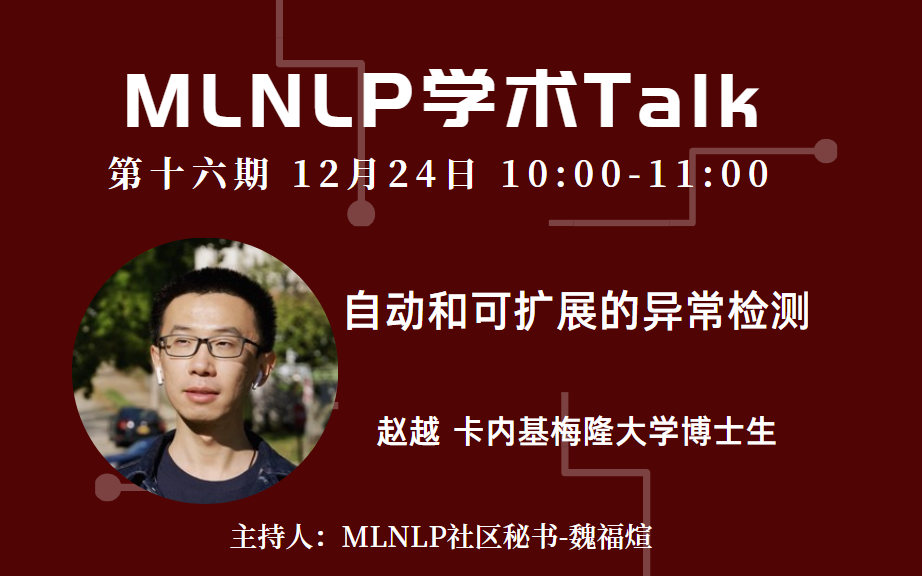 MLNLP学术Talk
第十六期 12月24日 10:00-11:00
自动和可扩展的异常检测
赵越 卡内基梅隆大学博士生
主持人：MLNLP社区秘书-魏福煊